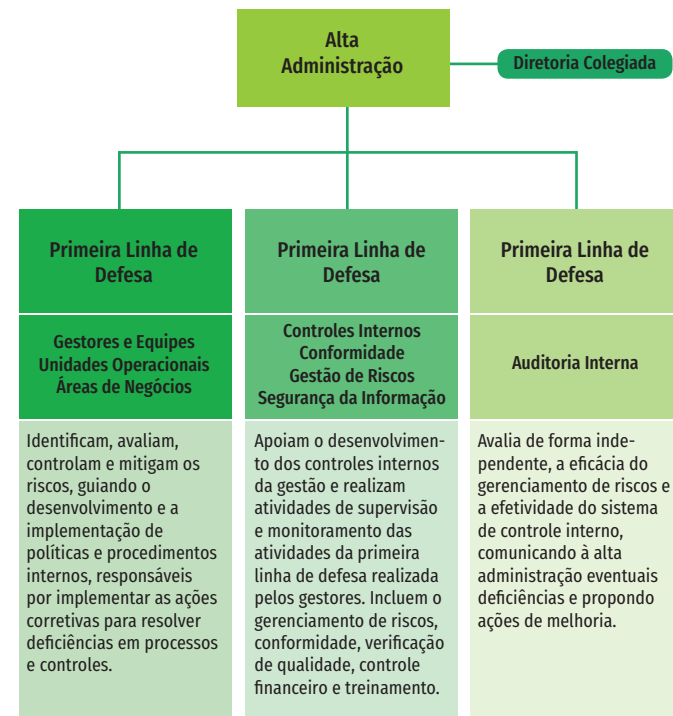 Alta
Administração
Diretoria Colegiada
Primeira Linha de
Defesa
Gestores e Equipes
Unidades Operacionais
Áreas de Negócios
Identificam, avaliam,
controlam e mitigam os
riscos, guiando o
desenvolvimento e a
implementação de
políticas e procedimentos
internos, responsáveis
por implementar as ações
corretivas para resolver
deficiências em processos
e controles.
Primeira Linha de
Defesa
Controles Internos
Conformidade
Gestão de Riscos
Segurança da Informação
Apoiam o desenvolvimen-
to dos controles internos
da gestão e realizam
atividades de supervisão
e monitoramento das
atividades da primeira
linha de defesa realizada
pelos gestores. Incluem o
gerenciamento de riscos,
conformidade, verificação
de qualidade, controle
financeiro e treinamento.
Primeira Linha de
Defesa
Auditoria Interna
Avalia de forma inde-
pendente, a eficácia do
gerenciamento de riscos e
a efetividade do sistema
de controle interno,
comunicando à alta
administração eventuais
deficiências e propondo
ações de melhoria.